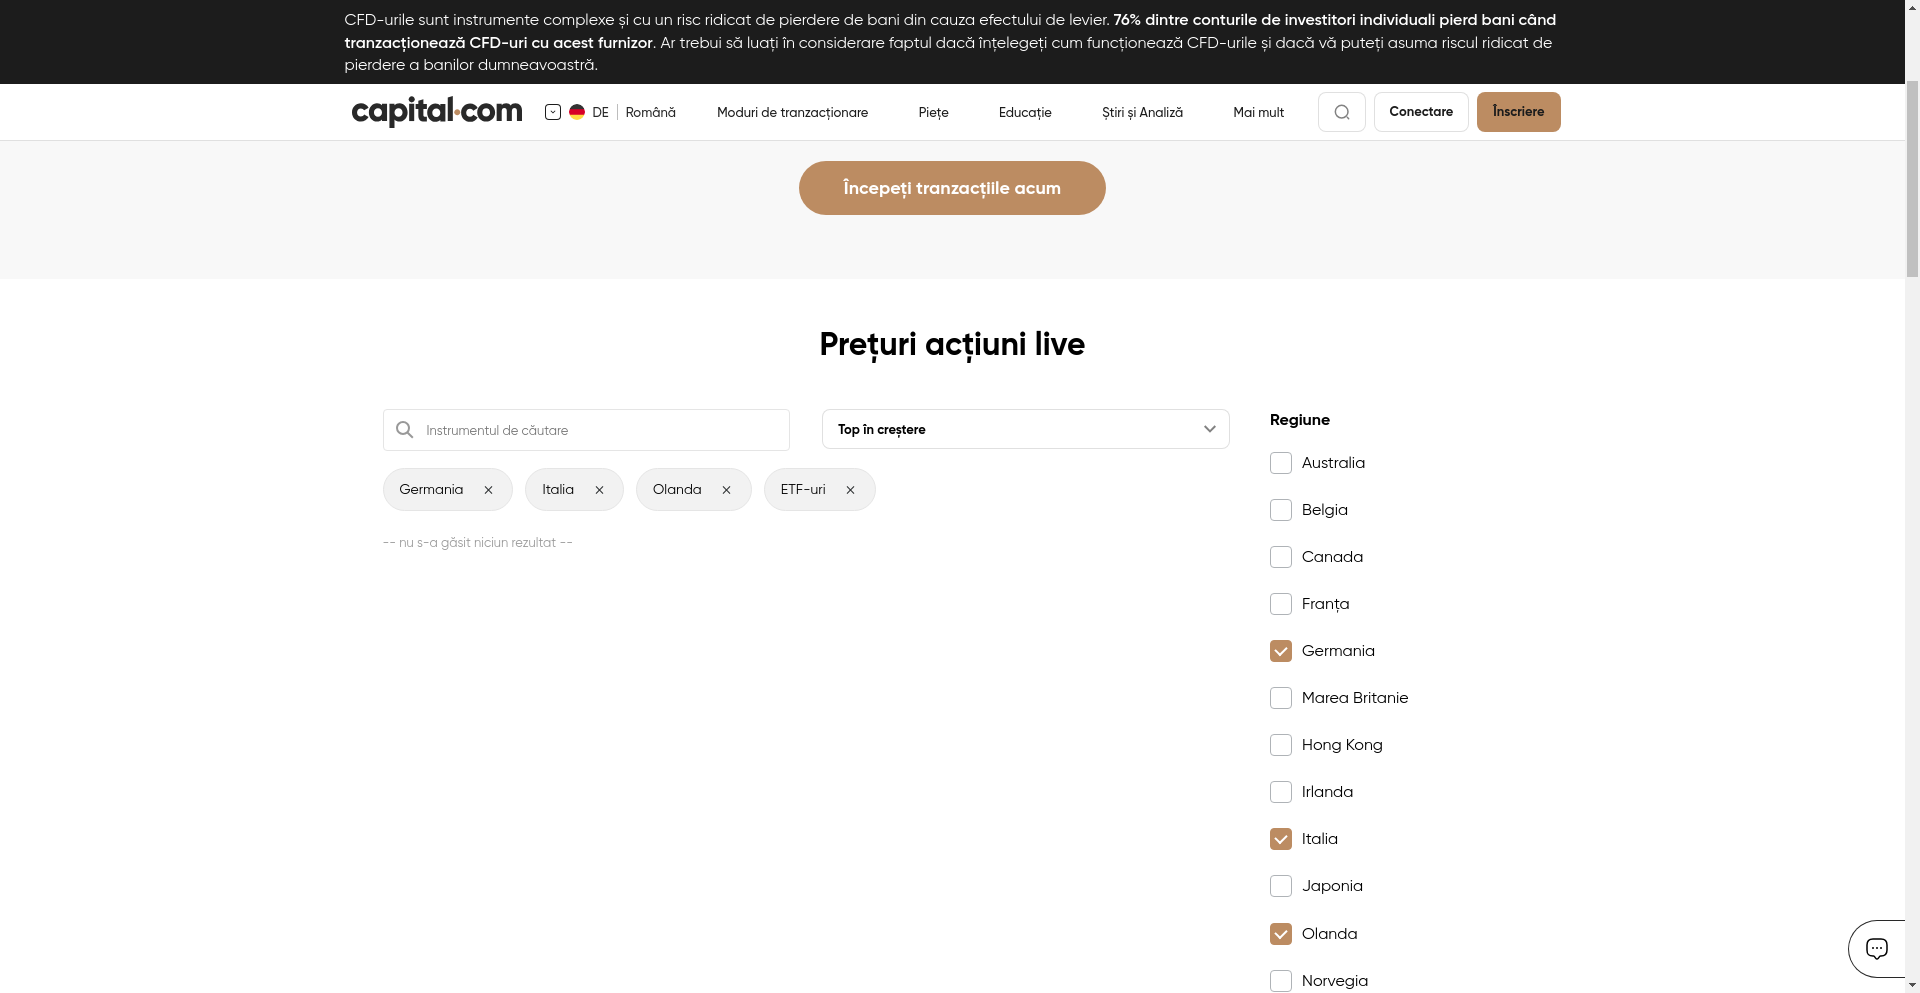 CFD-urile sunt instrumente complexe și cu un risc ridicat de pierdere de bani din cauza efectului de levier. 76% dintre conturile de investitori individuali pierd bani când
tranzacționează CFD-uri cu acest furnizor. Ar trebui să luați în considerare faptul dacă înțelegeți cum funcționează CFD-urile și dacă vă puteți asuma riscul ridicat de
pierdere a banilor dumneavoastră.
capital.com DE Română Moduri de tranzacționare Piețe Educație Știri și Analiză Mai mult Conectare Înscriere
Începeți tranzacțiile acum
Prețuri acțiuni live
Instrumentul de căutare
Top în creștere
Germania
Italia
Olanda
ETF-uri
-- nu s-a găsit niciun rezultat --
Regiune
Australia
Belgia
Canada
Franța
Germania
Marea Britanie
Hong Kong
Irlanda
Italia
Japonia
Olanda
Norvegia